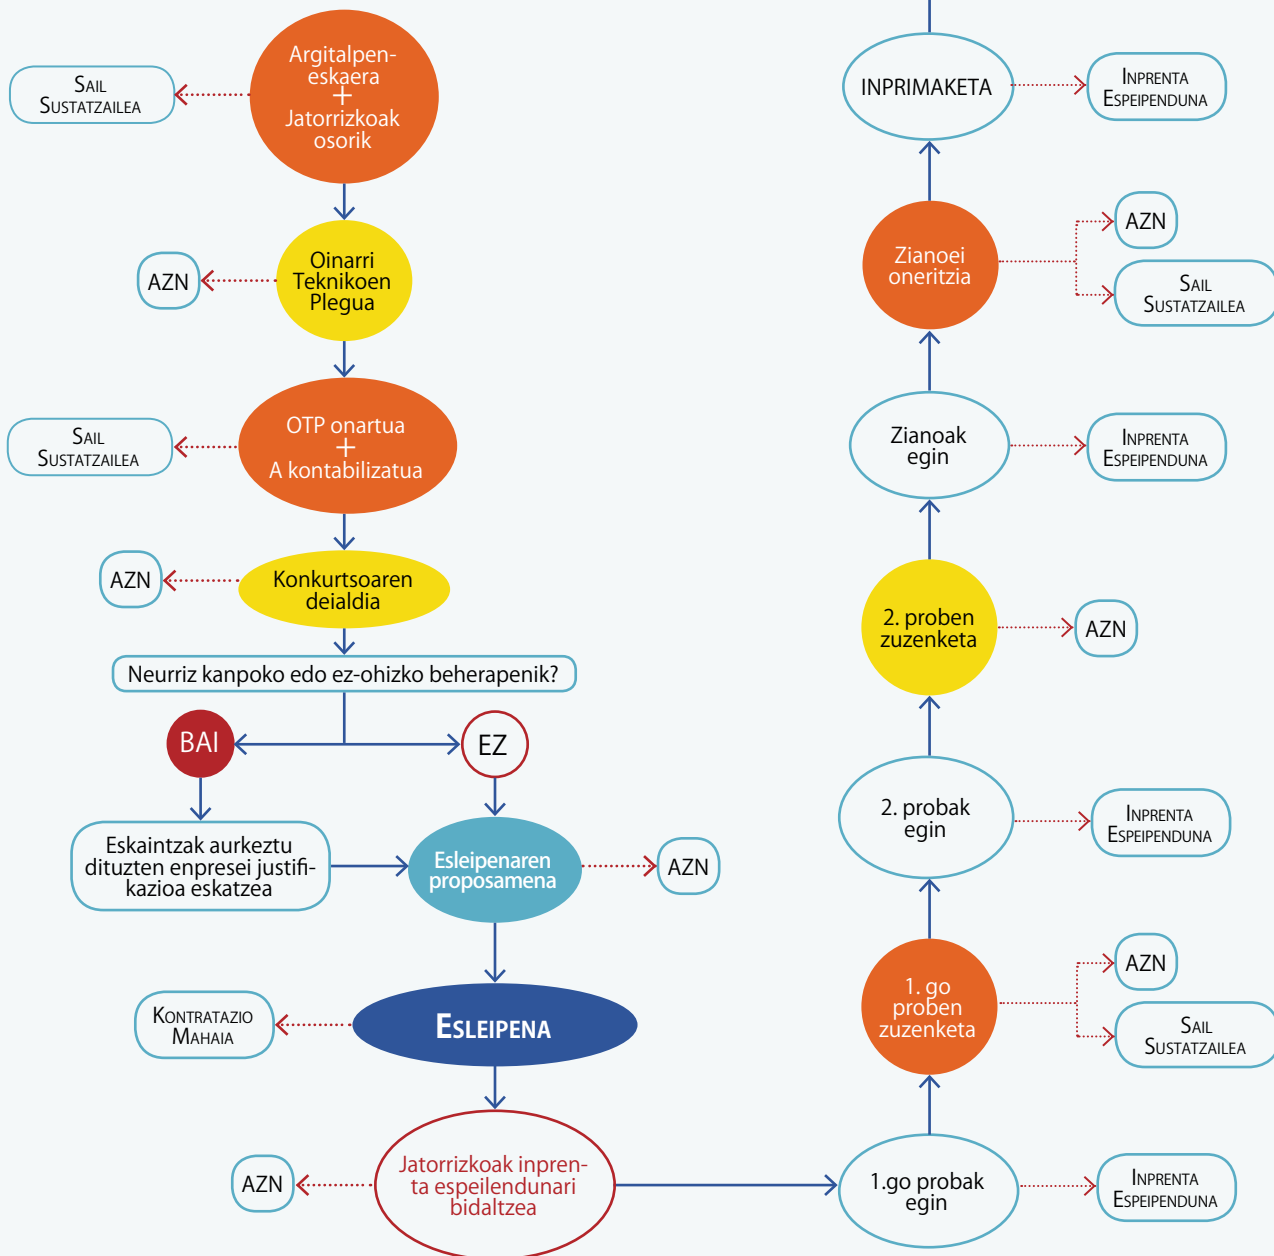 Argitalpen-
eskaera
+
Jatorrizkoak
osorik
SAIL
SUSTATZAILEA
Oinarri
Teknikoen
Plegua
AZN
OTP onartua
+
A kontabilizatua
SAIL
SUSTATZAILEA
Konkurtsoaren
deialdia
AZN
Neurriz kanpoko edo ez-ohizko beherapenik?
BAI
EZ
Eskaintzak aurkeztu
dituzten enpresei justifi-
kazioa eskatzea
Esleipenaren
proposamena
AZN
ESLEIPENA
KONTRATAZIO
MAHAIA
Jatorrizkoak inpren-
ta espeilendunari
bidaltzea
AZN
1.go probak
egin
INPRENTA
ESPEIPENDUNA
1. go
proben
zuzenketa
AZN
SAIL
SUSTATZAILEA
2. probak
egin
INPRENTA
ESPEIPENDUNA
2. proben
zuzenketa
AZN
Zianoak
egin
INPRENTA
ESPEIPENDUNA
Zianoei
oneritzia
AZN
SAIL
SUSTATZAILEA
INPRIMAKETA
INPRENTA
ESPEIPENDUNA